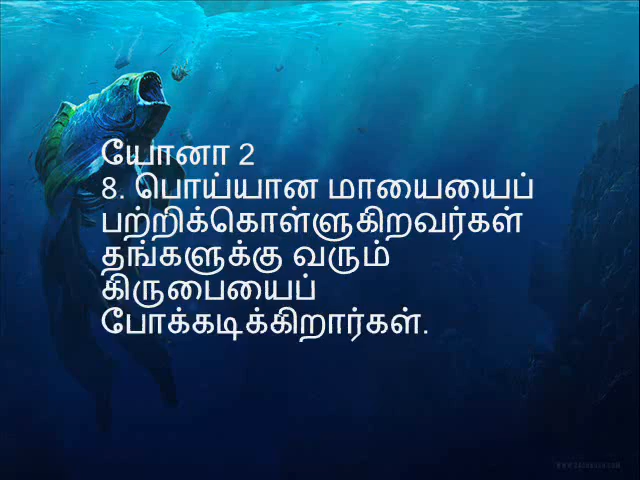 யோனா 2
8. பொய்யான மாயையைப்
பற்றிக்கொள்ளுகிறவர்கள்
தங்களுக்கு வரும்
கிருபையைப்
போக்கடிக்கிறார்கள்.